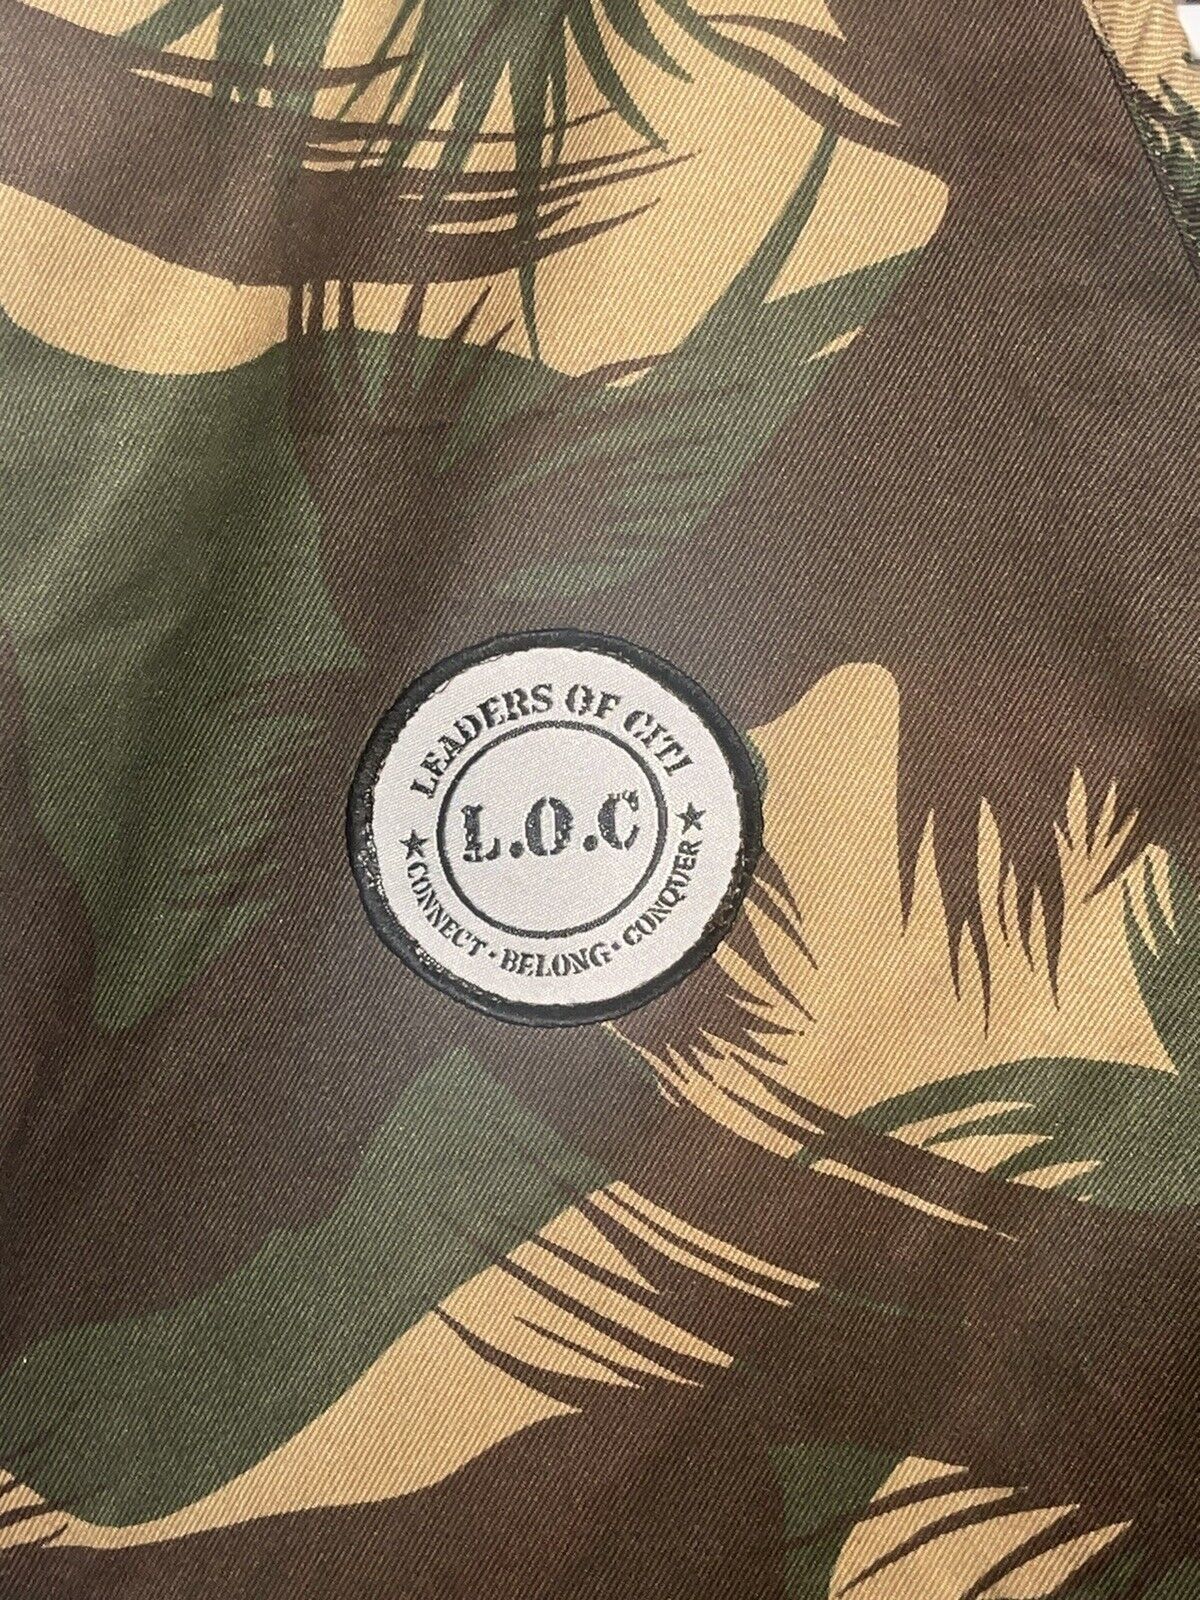 LEADERS OF CITI
L.O.C
★ CONNECT · BELONG · CONQUER ★